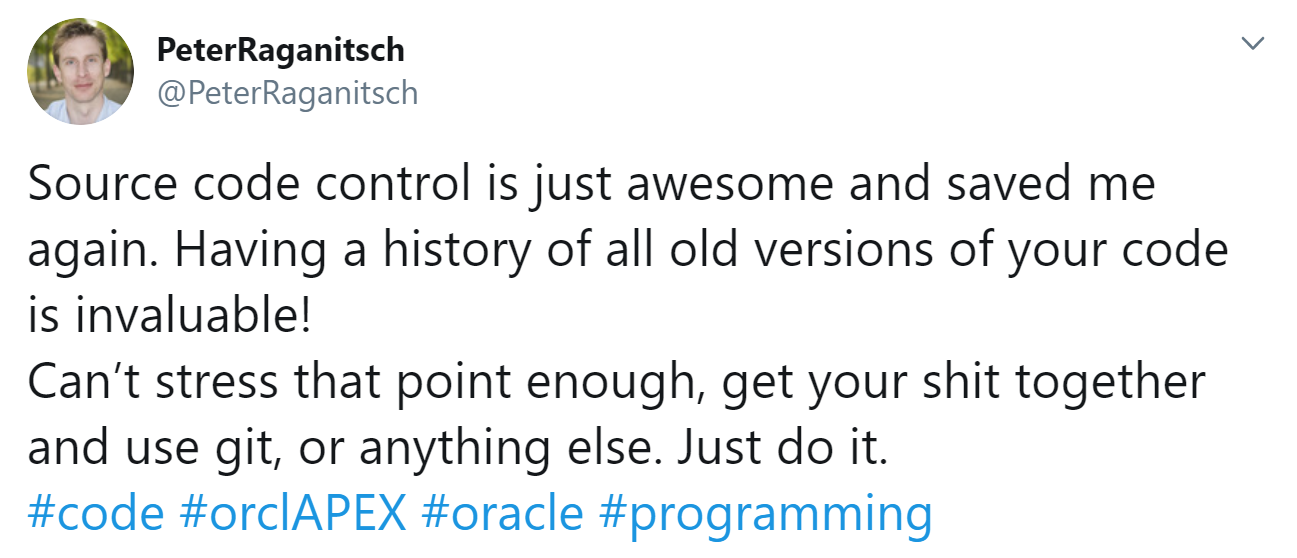 PeterRaganitsch
@PeterRaganitsch
Source code control is just awesome and saved me
again. Having a history of all old versions of your code
is invaluable!
Can’t stress that point enough, get your shit together
and use git, or anything else. Just do it.
#code #orclAPEX #oracle #programming